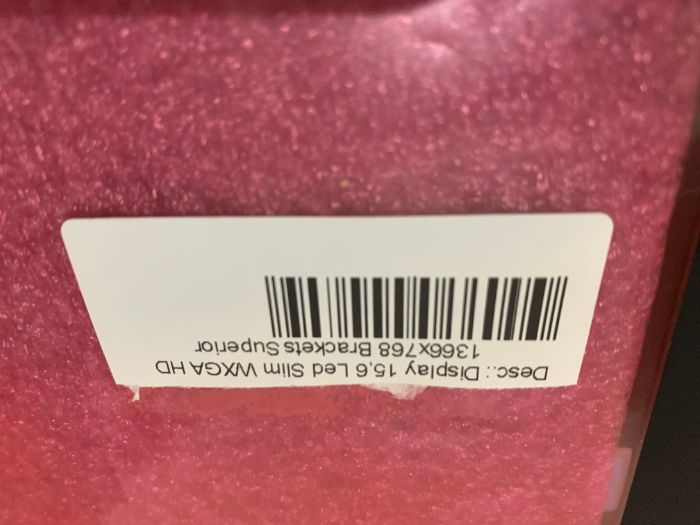 Desc.: Display 15,6 Led Slim WXGA HD
1366x768 Brackets Superior